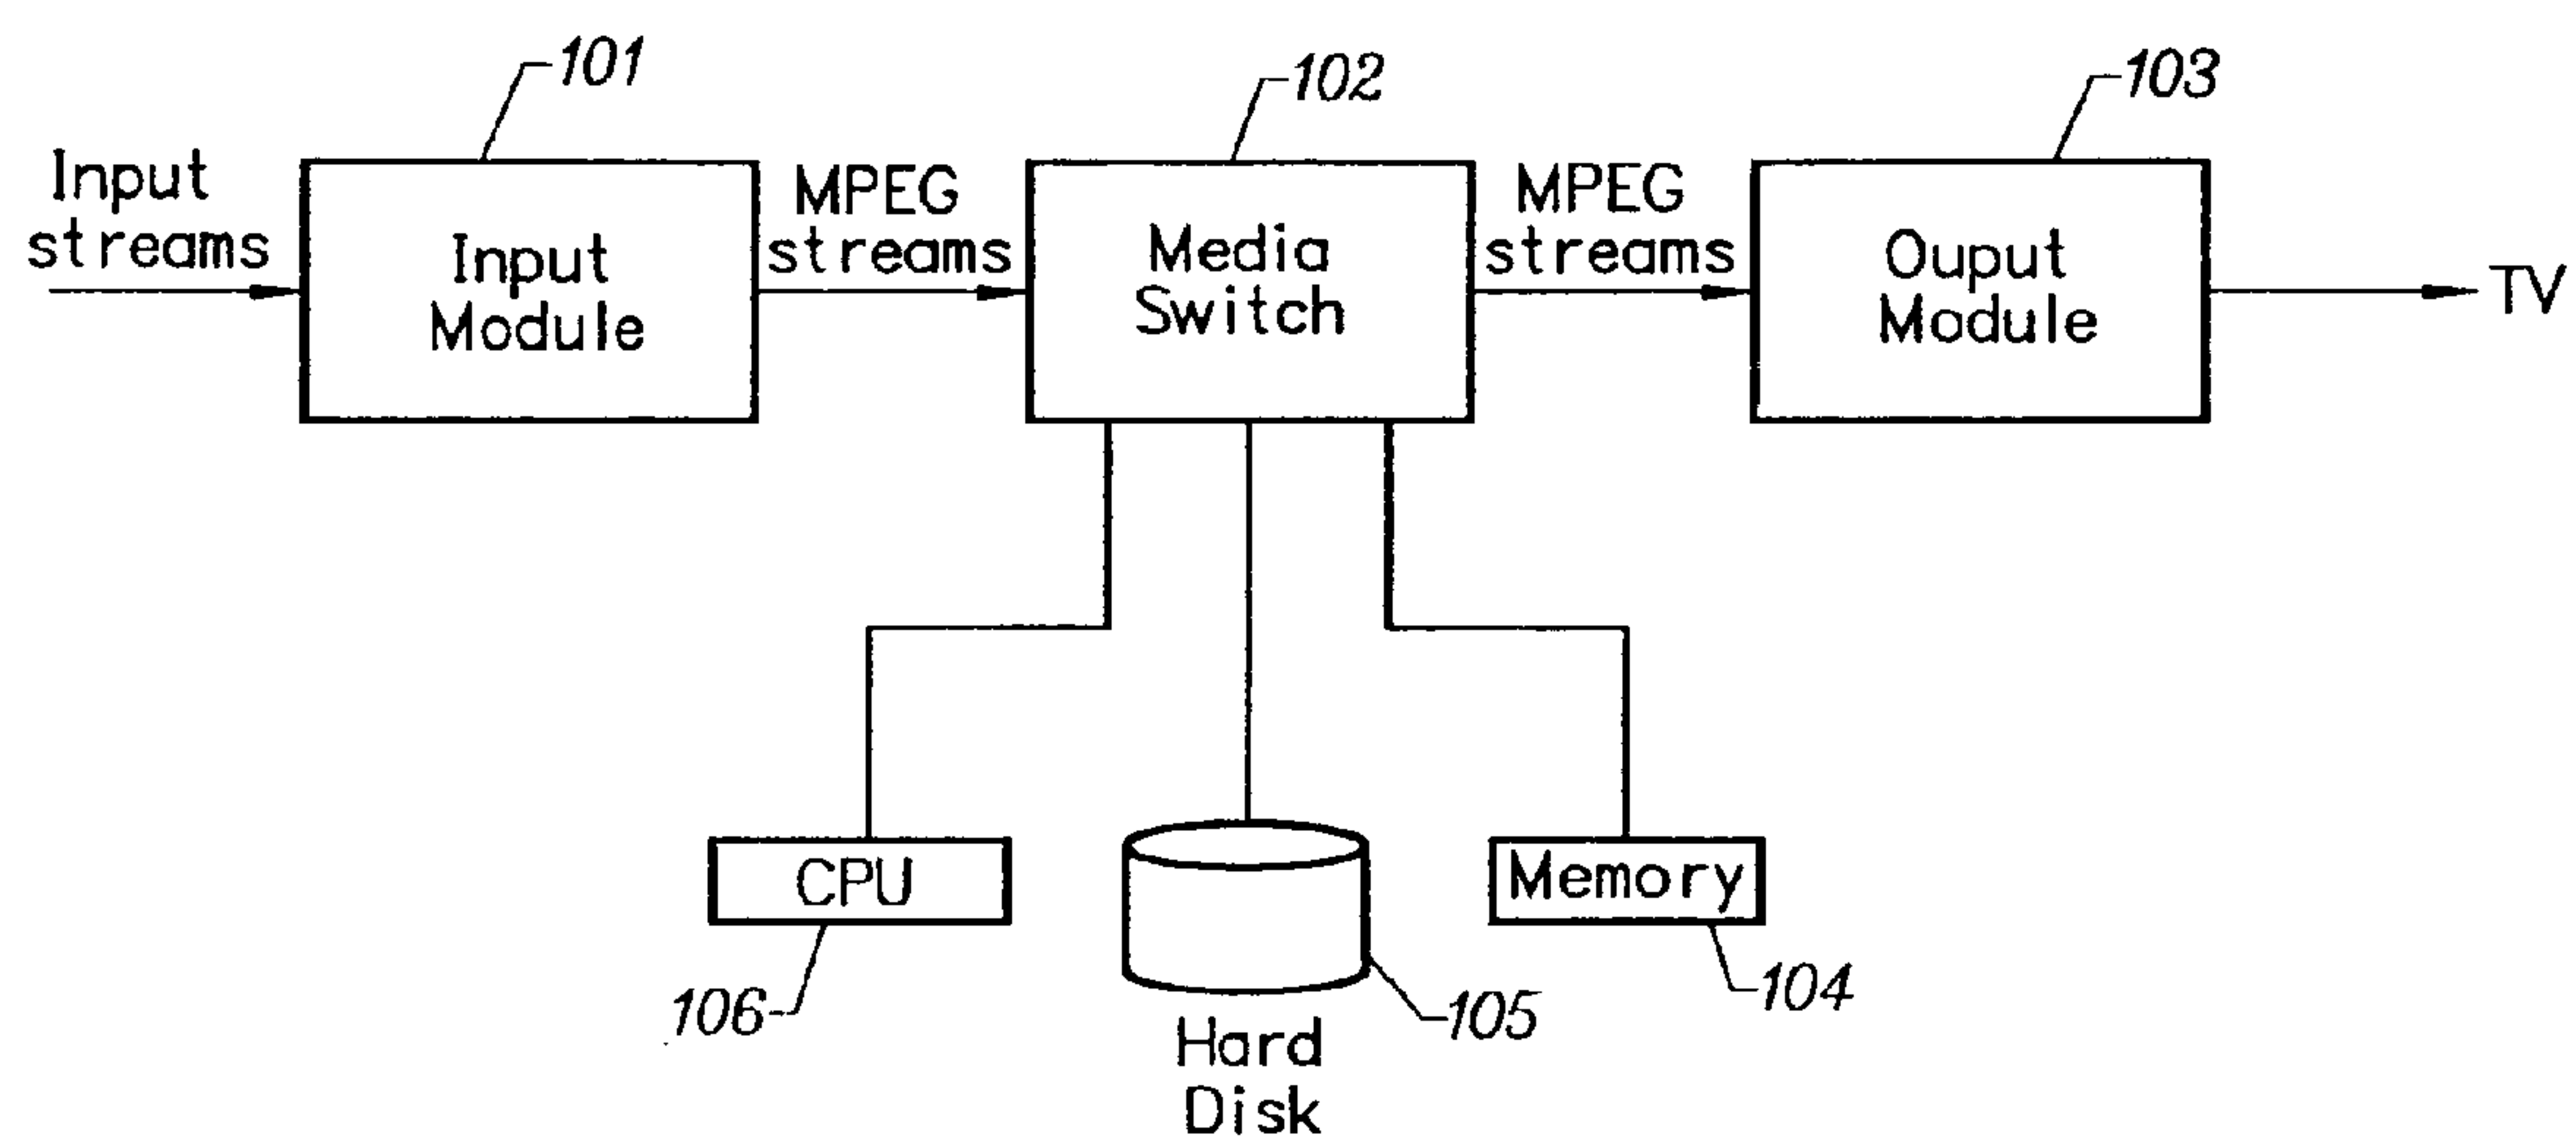 101
102
103
Input
streams
Input
Module
MPEG
streams
Media
Switch
MPEG
streams
Ouput
Module
TV
CPU
Memory
106
105
104
Hard
Disk